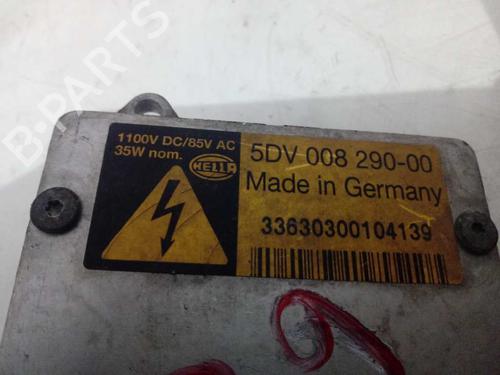 B-PARTS
1100V DC/85V AC
35W nom.
HELLA
5DV 008 290-00
Made in Germany
33630300104139